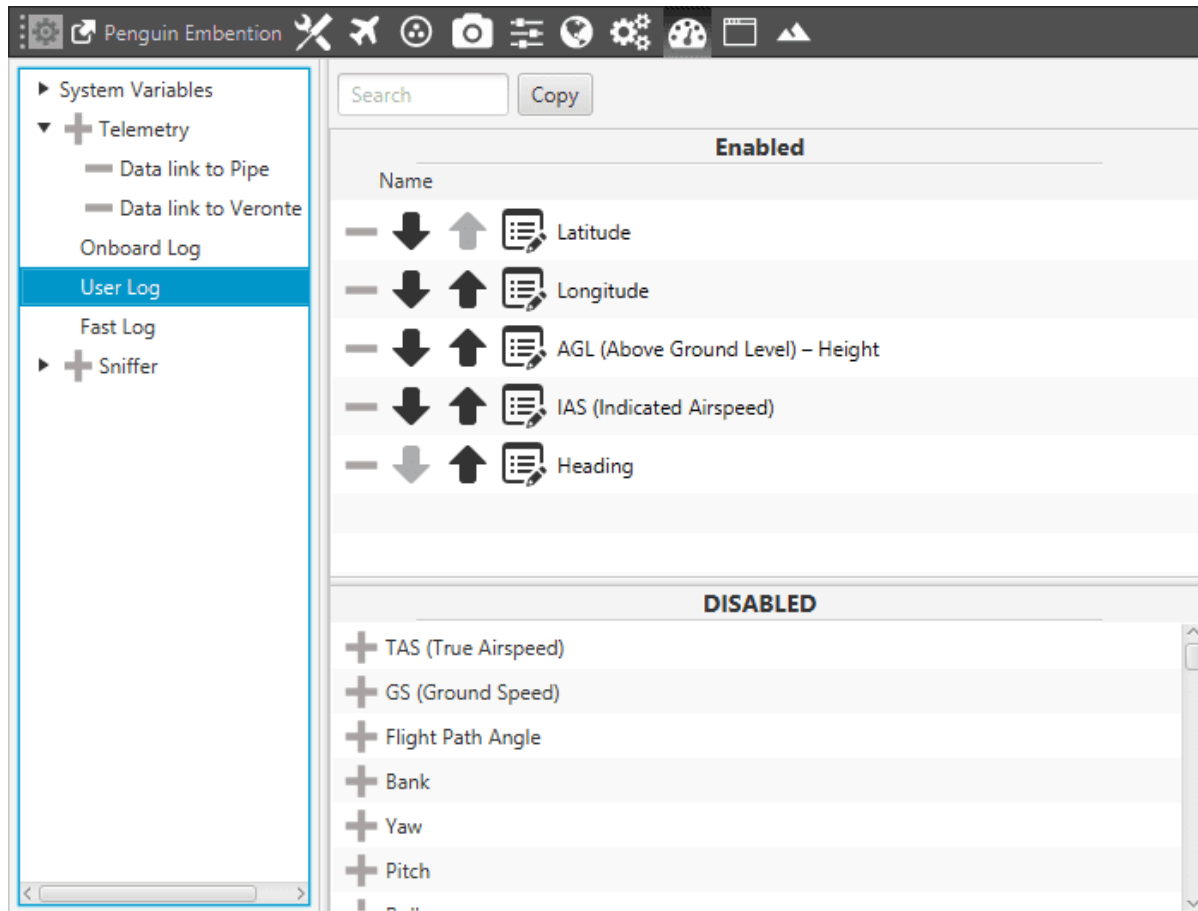 Penguin Embention
System Variables
Telemetry
Data link to Pipe
Data link to Veronte
Onboard Log
User Log
Fast Log
Sniffer
Search
Copy
Enabled
Name
Latitude
Longitude
AGL (Above Ground Level) – Height
IAS (Indicated Airspeed)
Heading
DISABLED
TAS (True Airspeed)
GS (Ground Speed)
Flight Path Angle
Bank
Yaw
Pitch